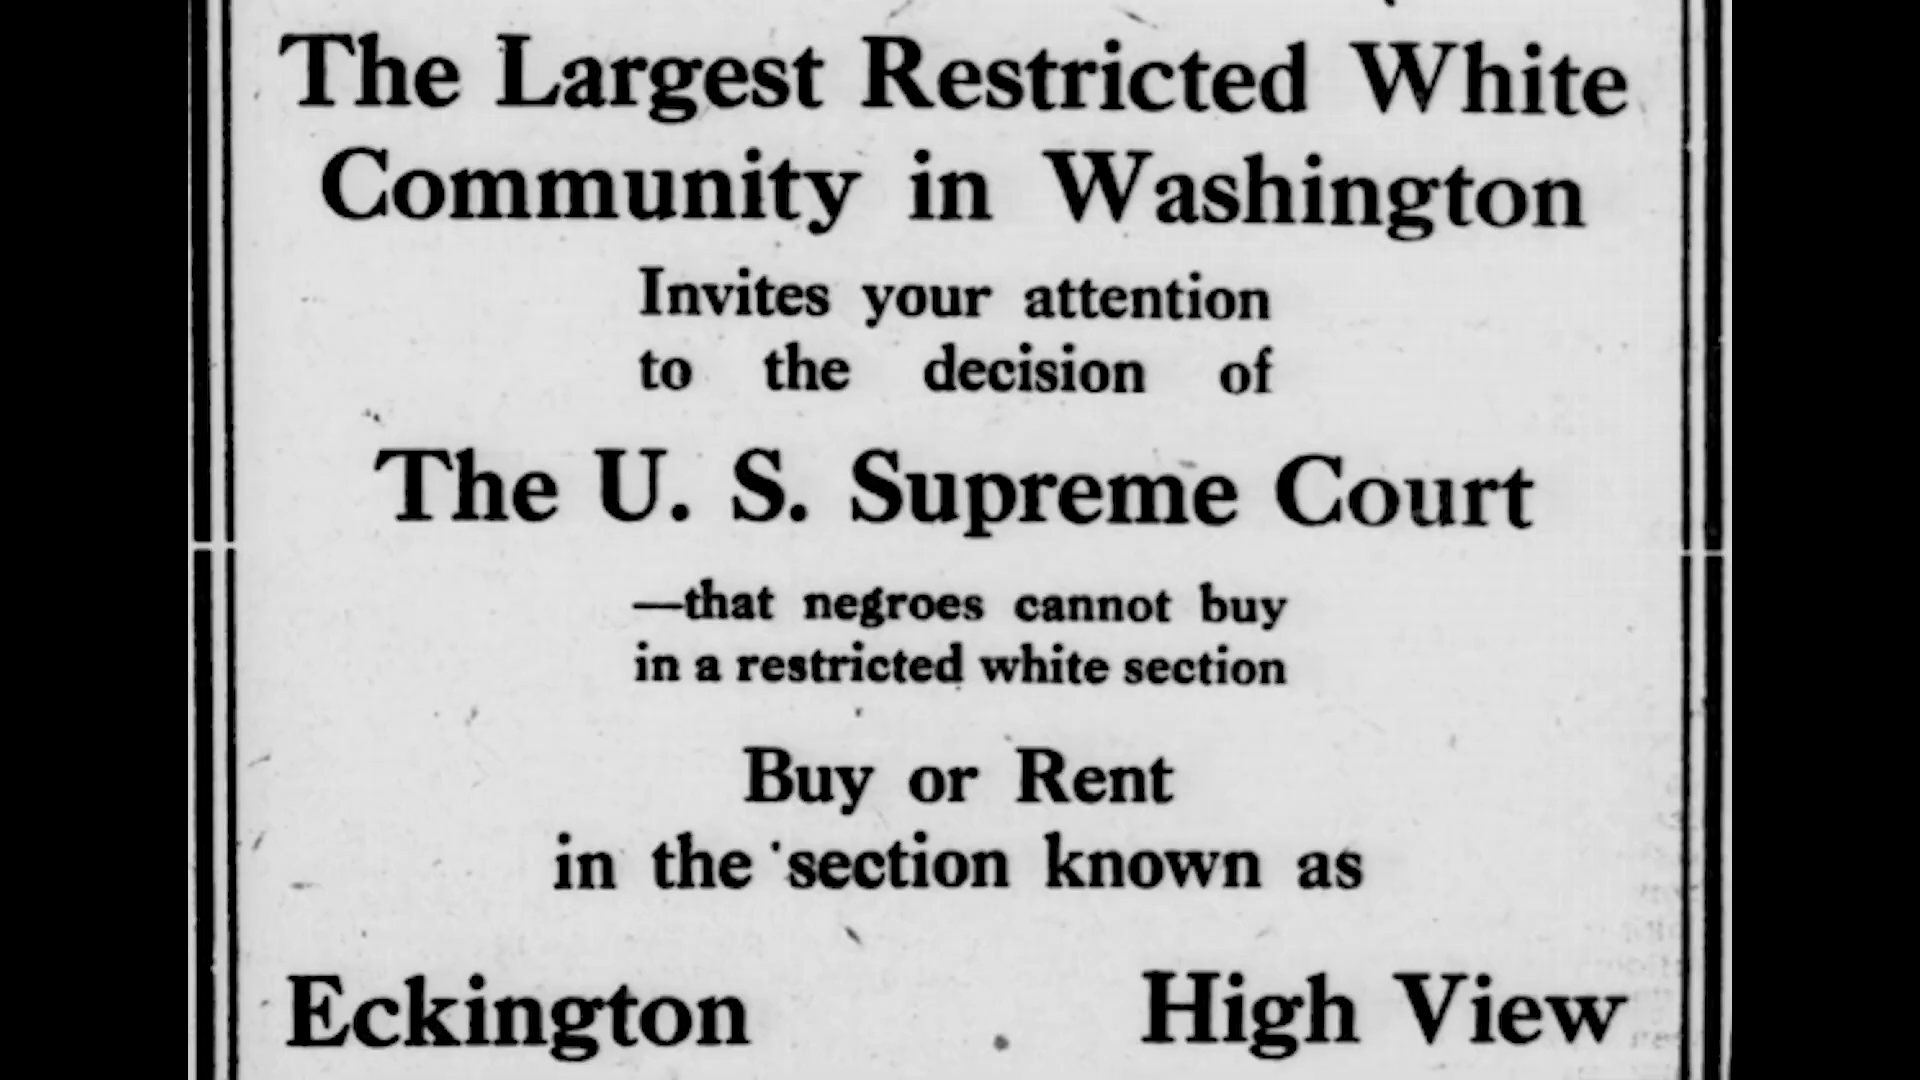 The Largest Restricted White
Community in Washington
Invites your attention
to the decision of
The U. S. Supreme Court
—that negroes cannot buy
in a restricted white section
Buy or Rent
in the section known as
Eckington High View